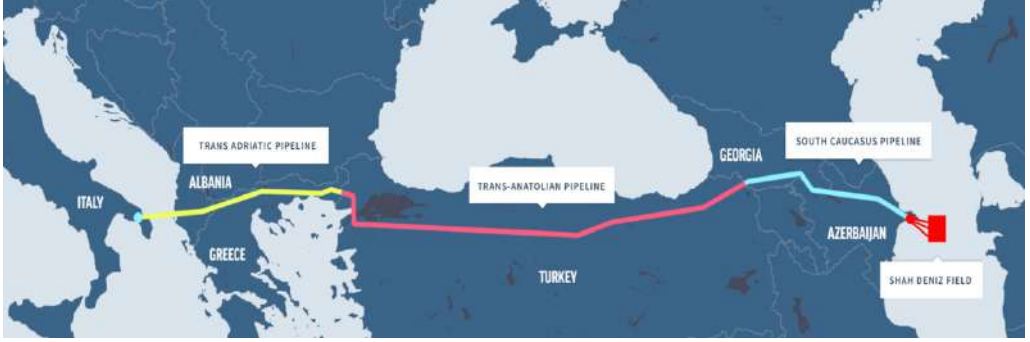 TRANS ADRIATIC PIPELINE
SOUTH CAUCASUS PIPELINE
GEORGIA
ALBANIA
TRANS-ANATOLIAN PIPELINE
ITALY
AZERBAIJAN
GREECE
TURKEY
SHAH DENIZ FIELD